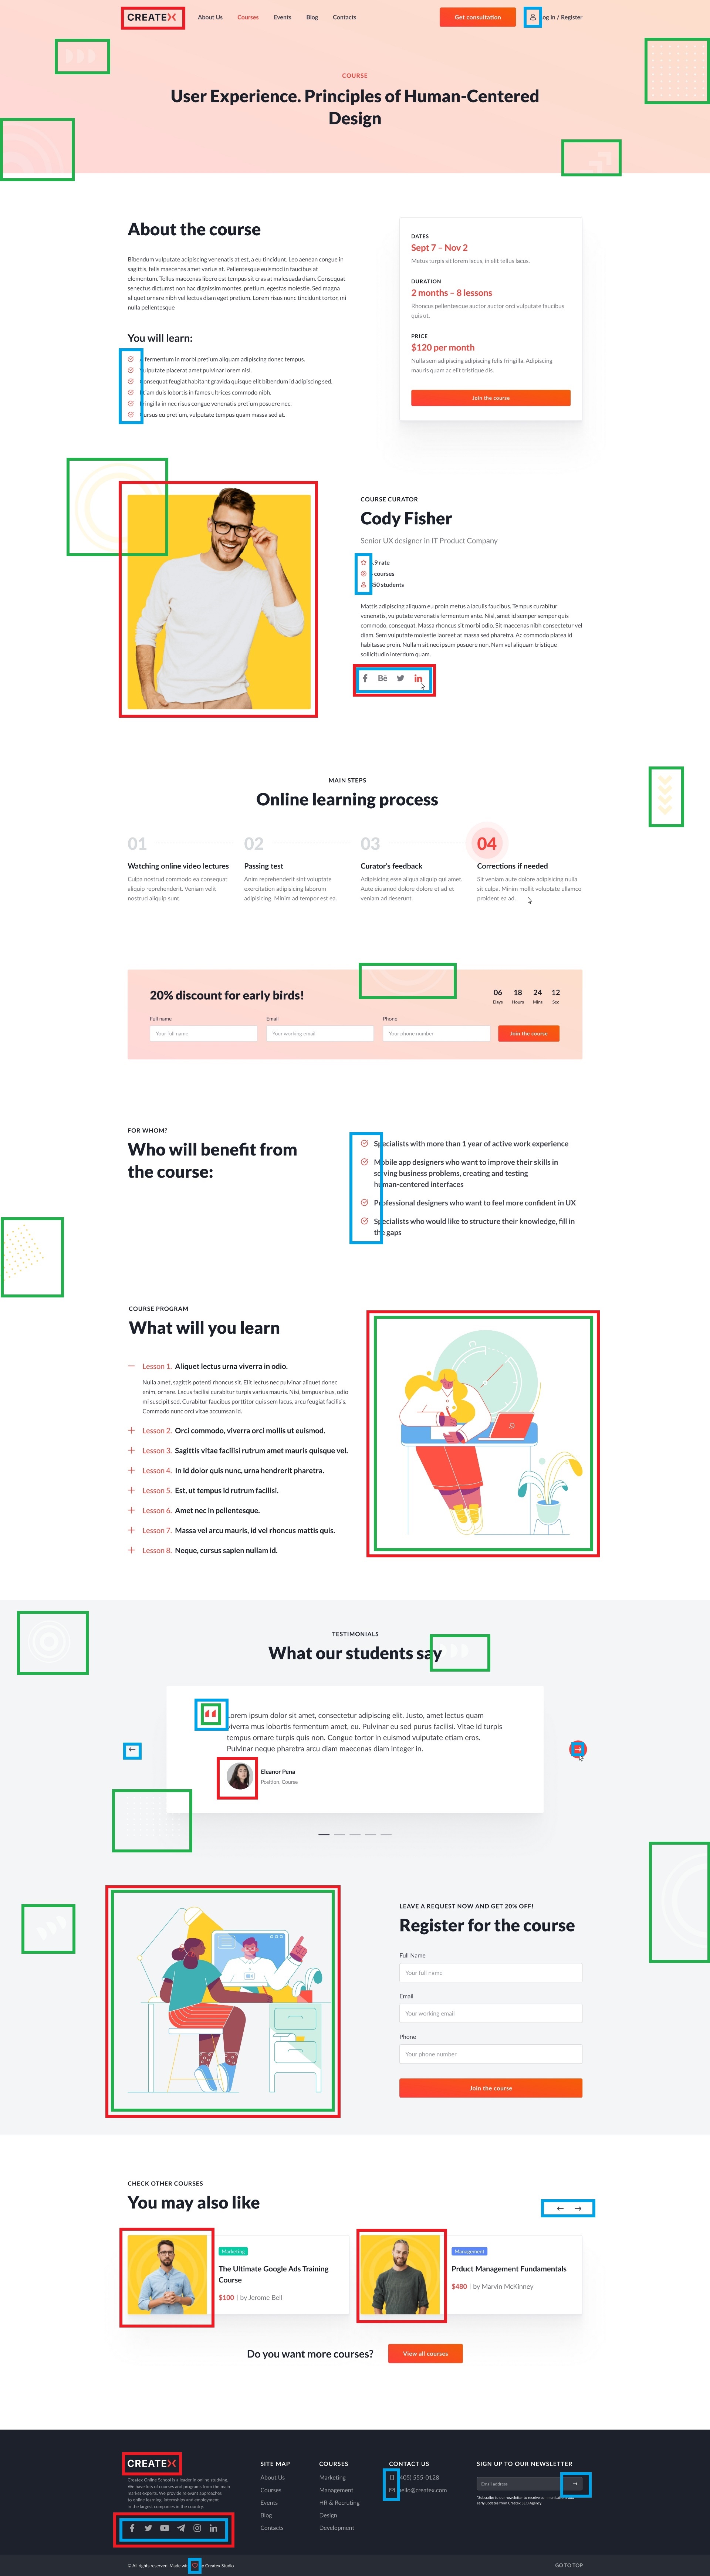 CREATEX
About Us Courses Events Blog Contacts
Get consultation
og in / Register
COURSE
User Experience. Principles of Human-Centered
Design
About the course
Bibendum vulputate adipiscing venenatis at est, a eu tincidunt. Leo aenean congue in
sagittis, felis maecenas amet varius at. Pellentesque euismod in faucibus at
elementum. Tellus maecenas libero est tempus sit cras at malesuada diam. Consequat
senectus dictumst non hac dignissim montes, pretium, egestas molestie. Sed magna
aliquet ornare nibh vel lectus diam eget pretium. Lorem risus nunc tincidunt tortor, mi
nulla pellentesque
You will learn:
fermentum in morbi pretium aliquam adipiscing donec tempus.
ulputate placerat amet pulvinar lorem nisl.
onsequat feugiat habitant gravida quisque elit bibendum id adipiscing sed.
tiam duis lobortis in fames ultrices commodo nibh.
ringilla in nec risus congue venenatis pretium posuere nec.
ursus eu pretium, vulputate tempus quam massa sed at.
DATES
Sept 7 – Nov 2
Metus turpis sit lorem lacus, in elit tellus lacus.
DURATION
2 months – 8 lessons
Rhoncus pellentesque auctor auctor orci vulputate faucibus
quis ut.
PRICE
$120 per month
Nulla sem adipiscing adipiscing felis fringilla. Adipiscing
mauris quam ac elit tristique dis.
Join the course
COURSE CURATOR
Cody Fisher
Senior UX designer in IT Product Company
.9 rate
courses
50 students
Mattis adipiscing aliquam eu proin metus a iaculis faucibus. Tempus curabitur
venenatis, vulputate venenatis fermentum ante. Nisi, amet id semper semper quis
commodo, consequat. Massa rhoncus sit morbi odio. Sit maecenas nibh consectetur vel
diam. Sem vulputate molestie laoreet at massa sed pharetra. Ac commodo platea id
habitasse proin. Nullam sit nec ipsum posuere non. Nam vel aliquam tristique
sollicitudin interdum quam.
f Bē in
MAIN STEPS
Online learning process
01 02 03 04
Watching online video lectures
Culpa nostrud commodo ea consequat
aliquip reprehenderit. Veniam velit
nostrud aliquip sunt.
Passing test
Anim reprehenderit sint voluptate
exercitation adipisicing laborum
adipisicing. Minim ad tempor est ea.
Curator's feedback
Adipisicing esse aliqua aliquip qui amet.
Aute eiusmod dolore dolore et ad et
veniam ad deserunt.
Corrections if needed
Sit veniam aute dolore adipisicing nulla
sit culpa. Minim mollit voluptate ullamco
proident ea ad.
20% discount for early birds!
06 18 24 12
Days Hours Mins Sec
Full name Email Phone
Your full name Your working email Your phone number Join the course
FOR WHOM?
Who will benefit from
the course:
Specialists with more than 1 year of active work experience
Mobile app designers who want to improve their skills in
solving business problems, creating and testing
human-centered interfaces
Professional designers who want to feel more confident in UX
Specialists who would like to structure their knowledge, fill in
the gaps
COURSE PROGRAM
What will you learn
Lesson 1. Aliquet lectus urna viverra in odio.
Nulla amet, sagittis potenti rhoncus sit. Elit lectus nec pulvinar aliquet donec
enim, ornare. Lacus facilisi curabitur turpis varius mauris. Nisi, tempus risus, odio
mi suscipit sed. Curabitur faucibus porttitor quis sem lacus, arcu feugiat facilisis.
Commodo nunc orci vitae accumsan id.
Lesson 2. Orci commodo, viverra orci mollis ut euismod.
Lesson 3. Sagittis vitae facilisi rutrum amet mauris quisque vel.
Lesson 4. In id dolor quis nunc, urna hendrerit pharetra.
Lesson 5. Est, ut tempus id rutrum facilisi.
Lesson 6. Amet nec in pellentesque.
Lesson 7. Massa vel arcu mauris, id vel rhoncus mattis quis.
Lesson 8. Neque, cursus sapien nullam id.
TESTIMONIALS
What our students say
Lorem ipsum dolor sit amet, consectetur adipiscing elit. Justo, amet lectus quam
viverra mus lobortis fermentum amet, eu. Pulvinar eu sed purus facilisi. Vitae id turpis
tempus ornare turpis quis non. Congue tortor in euismod vulputate etiam eros.
Pulvinar neque pharetra arcu diam maecenas diam integer in.
Eleanor Pena
Position. Course
LEAVE A REQUEST NOW AND GET 20% OFF!
Register for the course
Full Name
Your full name
Email
Your working email
Phone
Your phone number
Join the course
CHECK OTHER COURSES
You may also like
Marketing
The Ultimate Google Ads Training
Course
$100 | by Jerome Bell
Management
Prduct Management Fundamentals
$480 | by Marvin McKinney
Do you want more courses?
View all courses
CREATEX
Createx Online School is a leader in online studying.
We have lots of courses and programs from the main
market experts. We provide relevant approaches
to online learning, internships and employment
in the largest companies in the country.
f in
SITE MAP
About Us
Courses
Events
Blog
Contacts
COURSES
Marketing
Management
HR & Recruting
Design
Development
CONTACT US
(405) 555-0128
hello@createx.com
SIGN UP TO OUR NEWSLETTER
Email address
*Subscribe to our newsletter to receive communications and
early updates from Createx SEO Agency.
© All rights reserved. Made with by Createx Studio
GO TO TOP